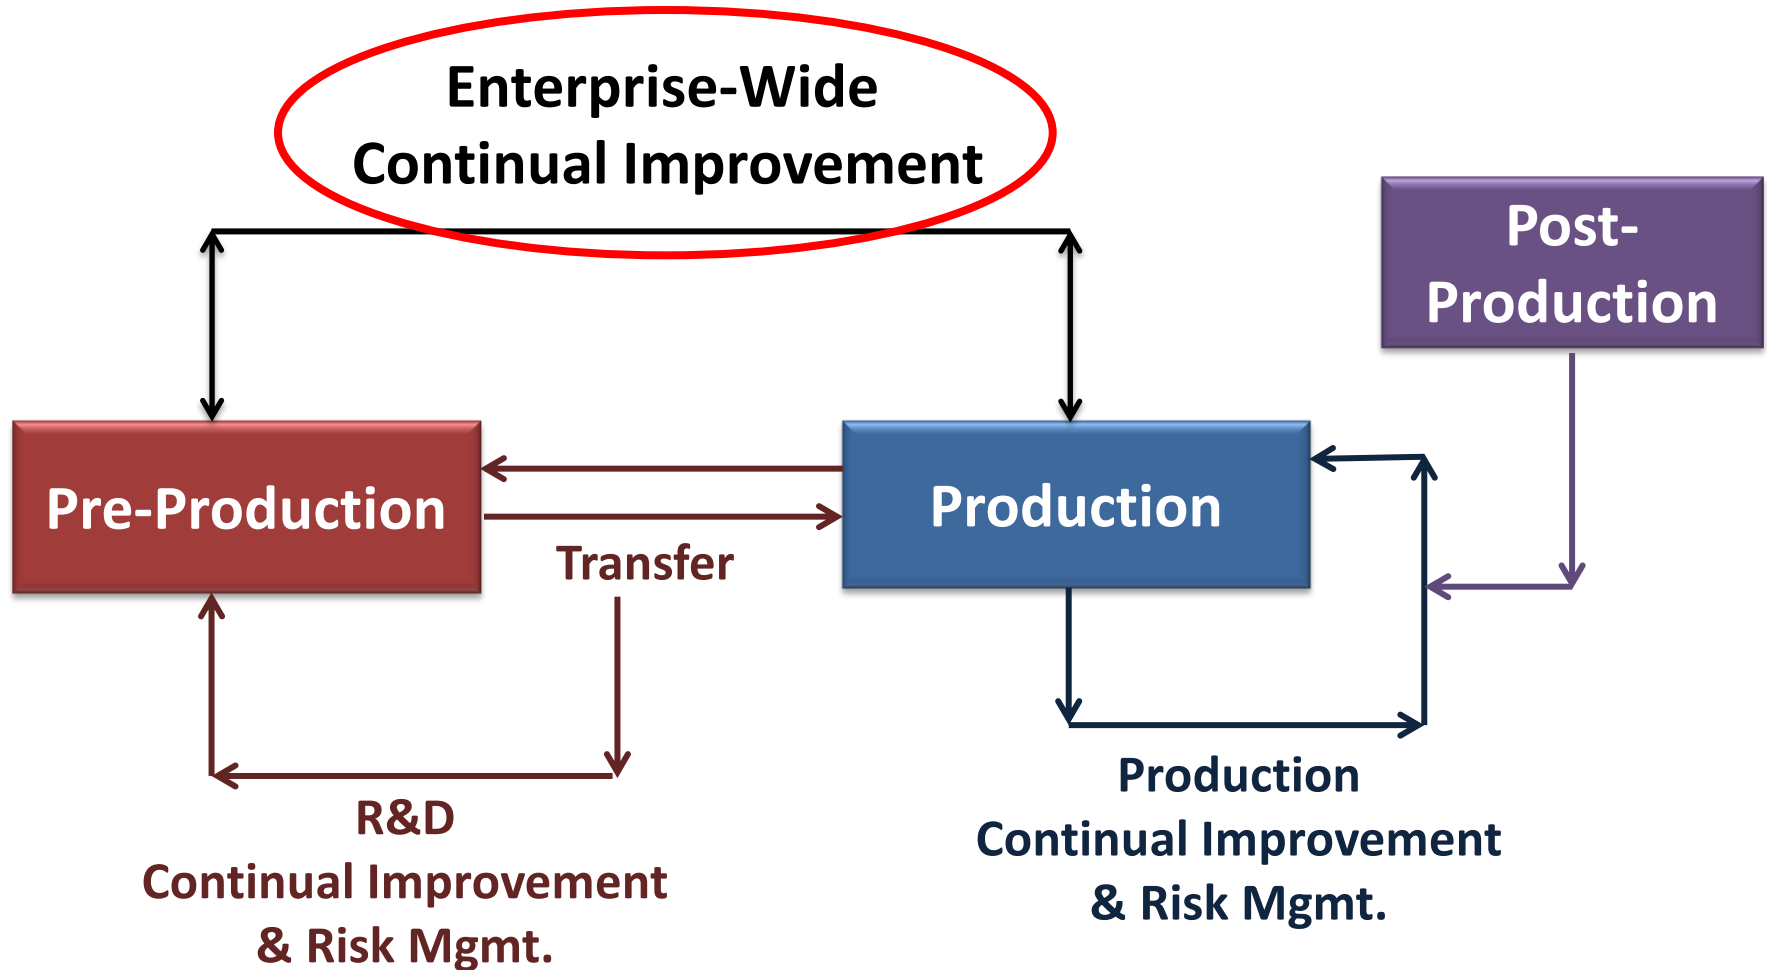 Enterprise-Wide
Continual Improvement
Post-
Production
Pre-Production
Production
Transfer
R&D
Continual Improvement
& Risk Mgmt.
Production
Continual Improvement
& Risk Mgmt.